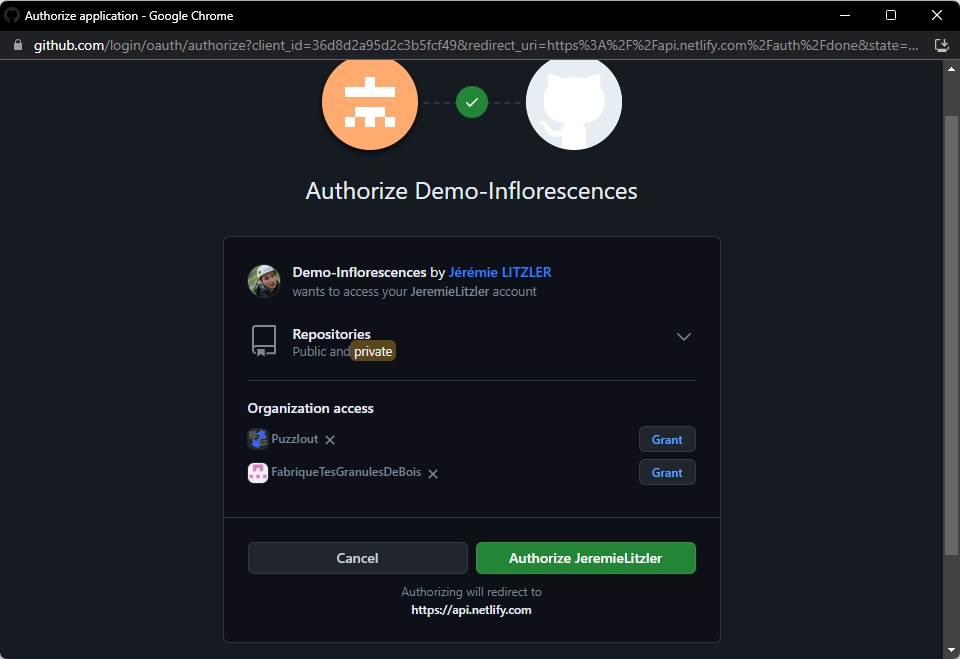 Authorize application - Google Chrome
github.com/login/oauth/authorize?client_id=36d8d2a95d2c3b5fcf49&redirect_uri=https%3A%2F%2Fapi.netlify.com%2Fauth%2Fdone&state=...
Authorize Demo-Inflorescences
Demo-Inflorescences by Jérémie LITZLER
wants to access your JeremieLitzler account
Repositories
Public and private
Organization access
Puzzlout
Grant
FabriqueTesGranulesDeBois
Grant
Cancel
Authorize JeremieLitzler
Authorizing will redirect to
https://api.netlify.com